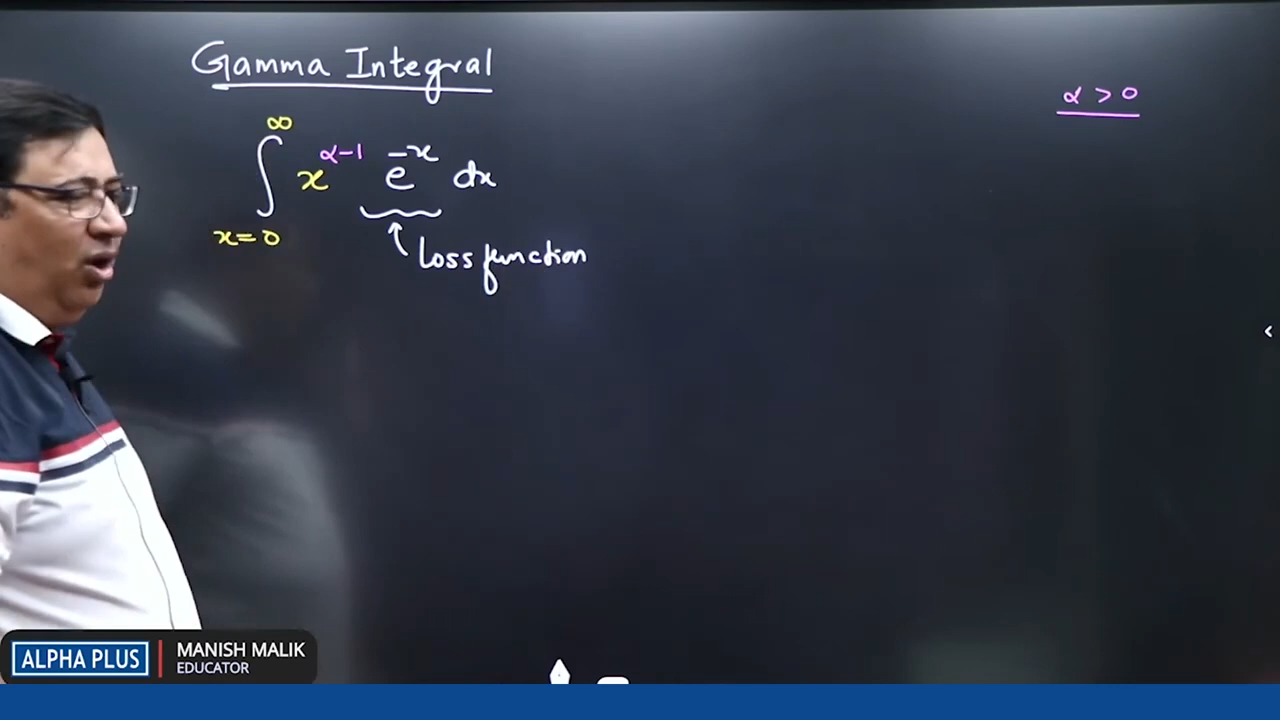 Gamma Integral
α > 0
∞
∫ x^(α-1) e^(-x) dx
x=0
Loss function
ALPHA PLUS
MANISH MALIK
EDUCATOR